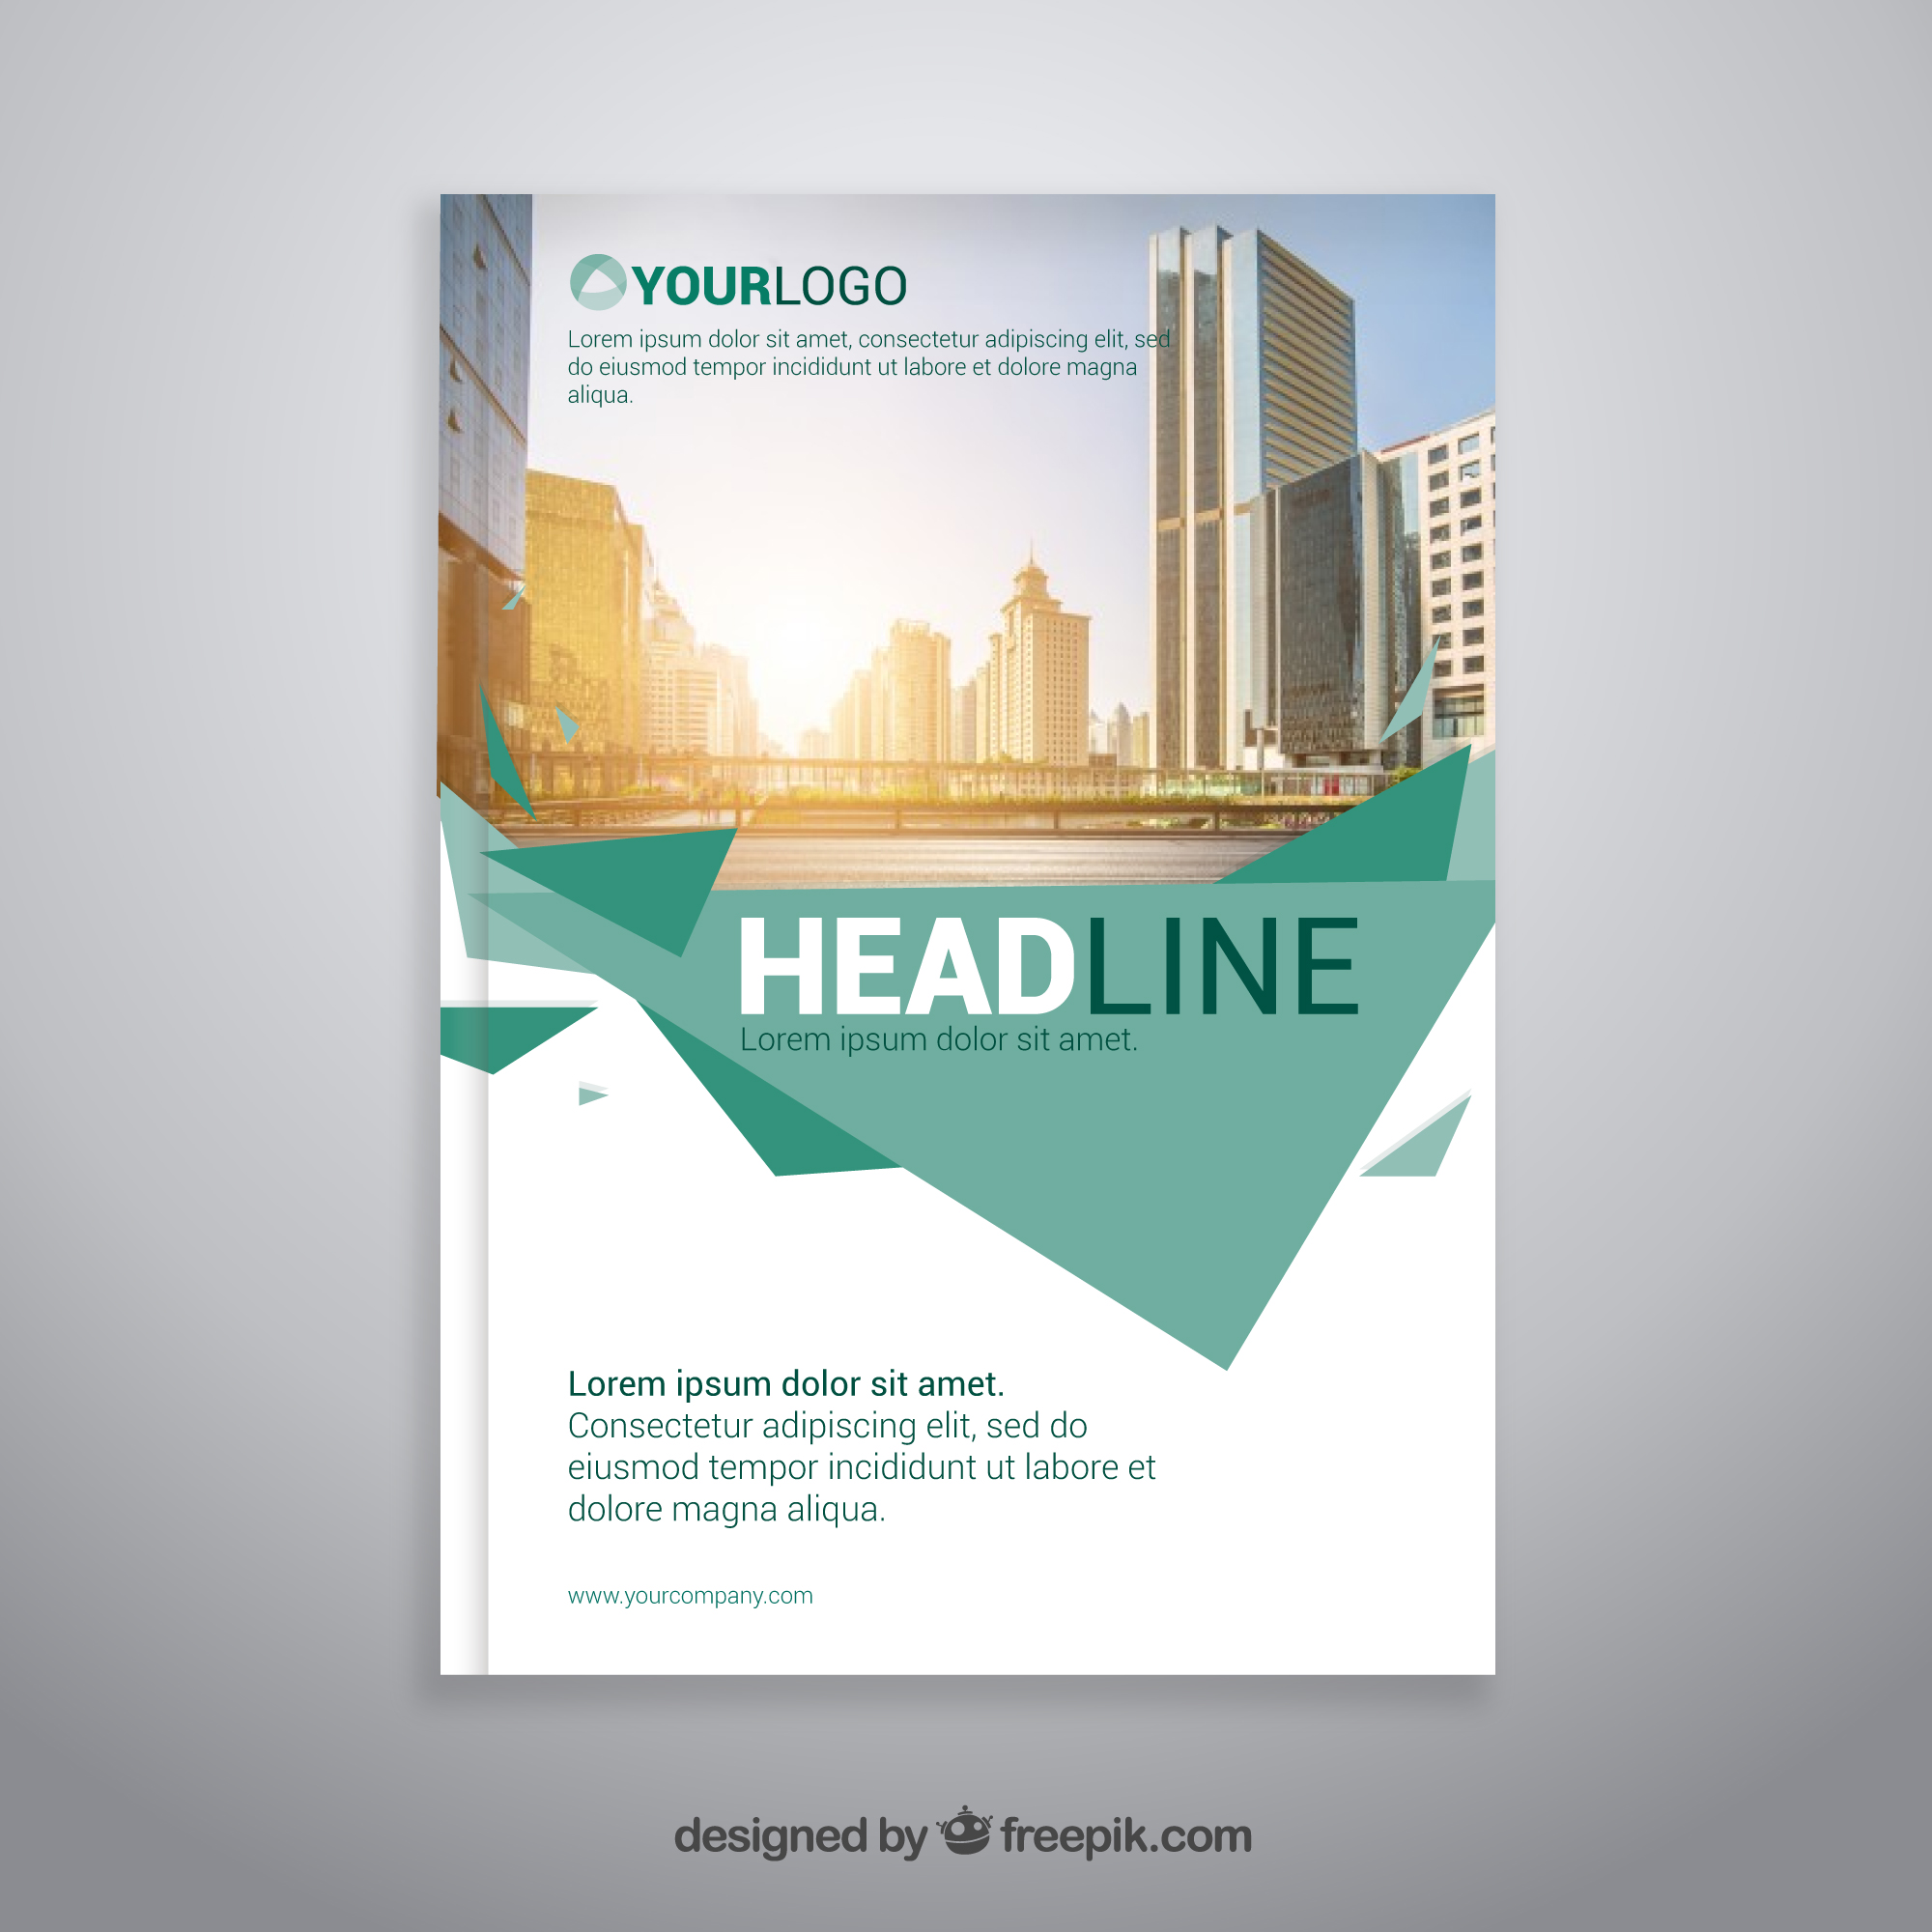 YOURLOGO
Lorem ipsum dolor sit amet, consectetur adipiscing elit, sed
do eiusmod tempor incididunt ut labore et dolore magna
aliqua.
HEADLINE
Lorem ipsum dolor sit amet.
Lorem ipsum dolor sit amet.
Consectetur adipiscing elit, sed do
eiusmod tempor incididunt ut labore et
dolore magna aliqua.
www.yourcompany.com
designed by freepik.com